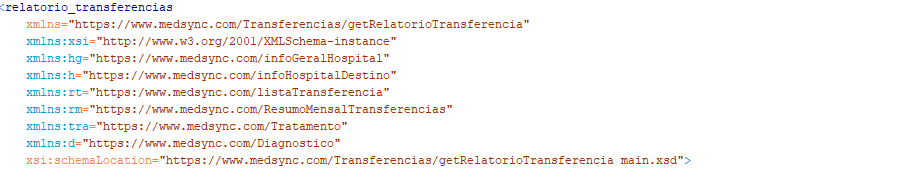 <relatorio_transferencias
xmlns="https://www.medsync.com/Transferencias/getRelatorioTransferencia"
xmlns:xsi="http://www.w3.org/2001/XMLSchema-instance"
xmlns:hg="https://www.medsync.com/infoGeralHospital"
xmlns:h="https://www.medsync.com/infoHospitalDestino"
xmlns:rt="https://www.medsync.com/listaTransferencia"
xmlns:rm="https://www.medsync.com/ResumoMensalTransferencias"
xmlns:tra="https://www.medsync.com/Tratamento"
xmlns:d="https://www.medsync.com/Diagnostico"
xsi:schemaLocation="https://www.medsync.com/Transferencias/getRelatorioTransferencia main.xsd">